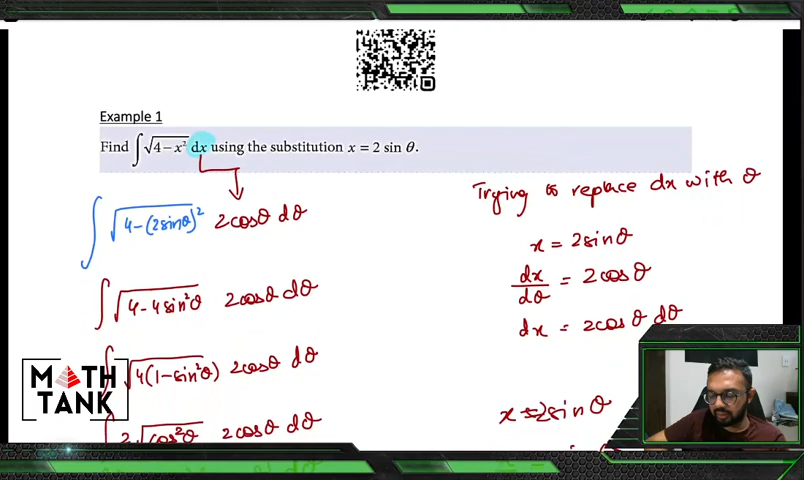 Example 1
Find ∫√4−x² dx using the substitution x = 2 sin θ.
Trying to replace dx with θ
∫ √4−(2sinθ)² 2cosθ dθ
x = 2sinθ
dx/dθ = 2cosθ
∫ √4−4sin²θ 2cosθ dθ
dx = 2cosθ dθ
∫ √4(1−sin²θ) 2cosθ dθ
MATH
TANK
x = 2sinθ
∫ 2√cos²θ 2cosθ dθ